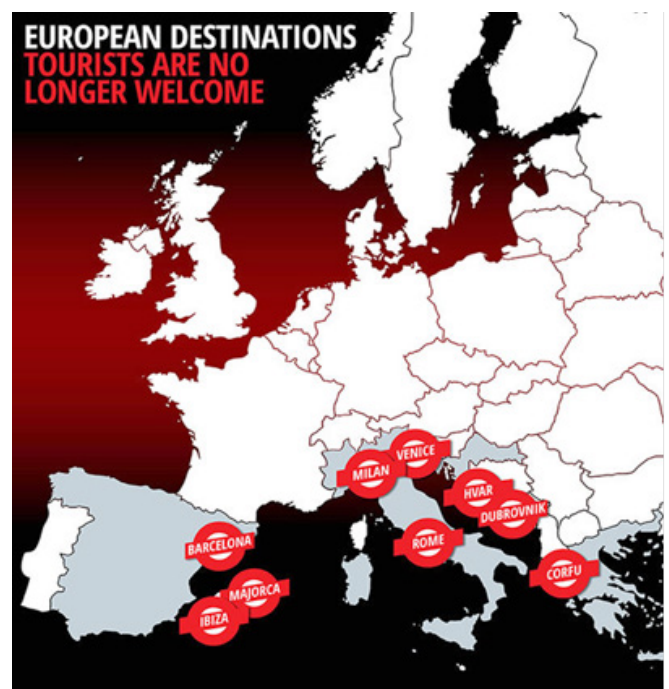 EUROPEAN DESTINATIONS
TOURISTS ARE NO
LONGER WELCOME
VENICE
MILAN
HVAR
DUBROVNIK
BARCELONA
ROME
CORFU
MAJORCA
IBIZA